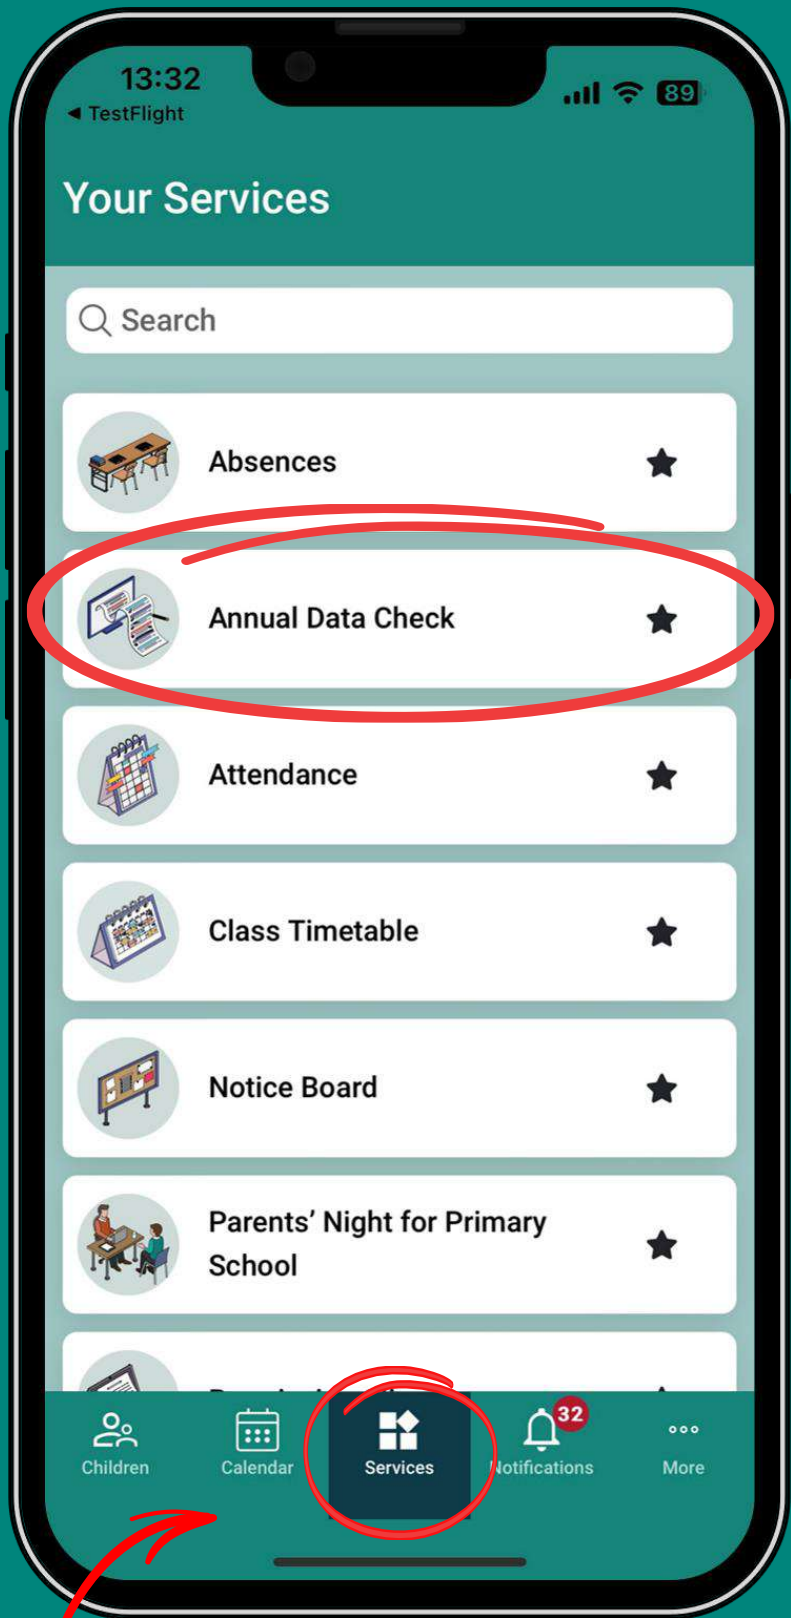 13:32
◀ TestFlight
89
Your Services
Search
Absences
Annual Data Check
Attendance
Class Timetable
Notice Board
Parents’ Night for Primary
School
32
Children
Calendar
Services
Notifications
More